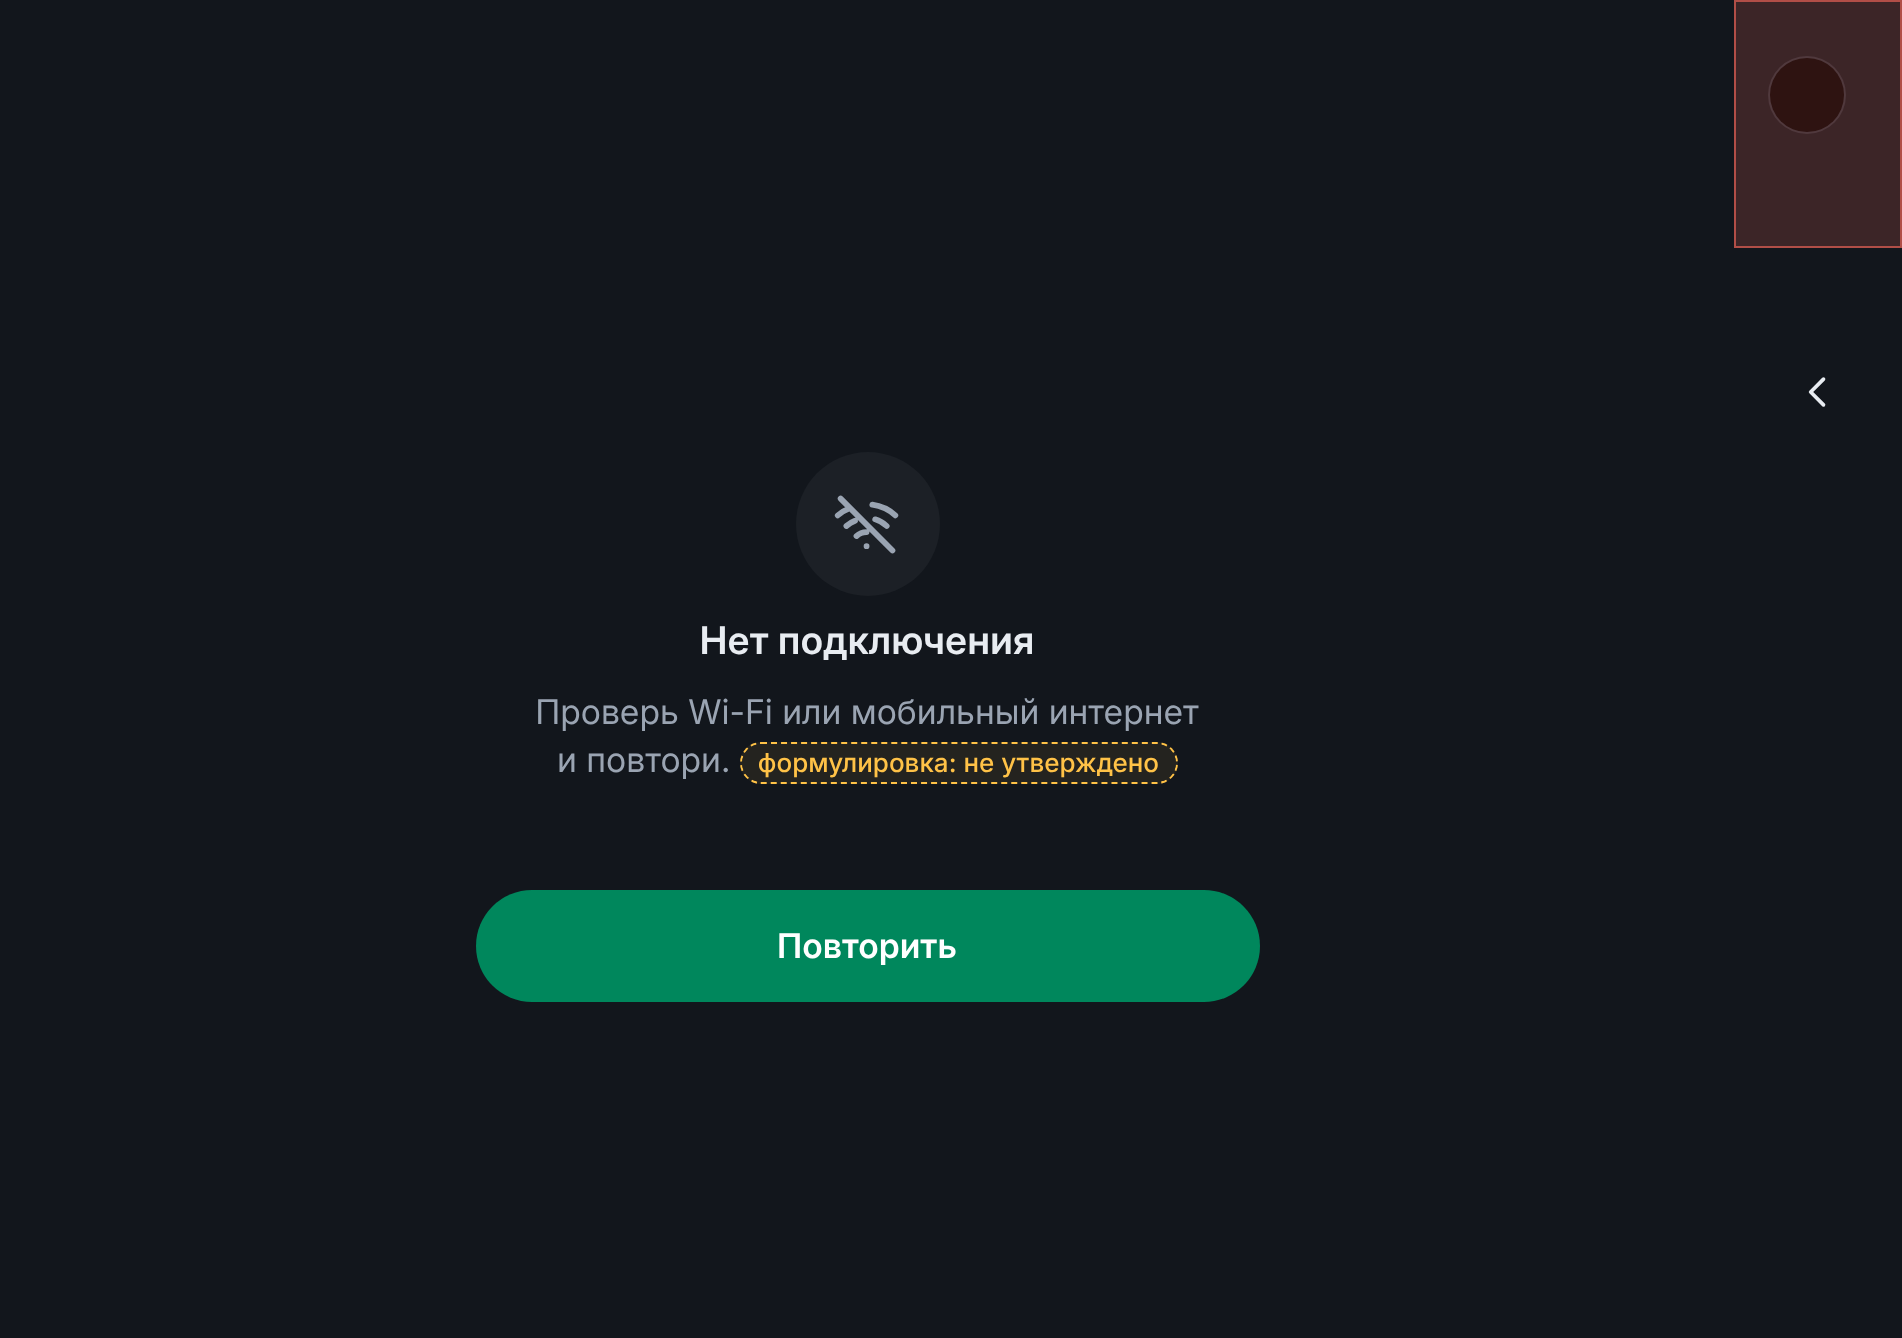 Нет подключения
Проверь Wi-Fi или мобильный интернет
и повтори. формулировка: не утверждено
Повторить